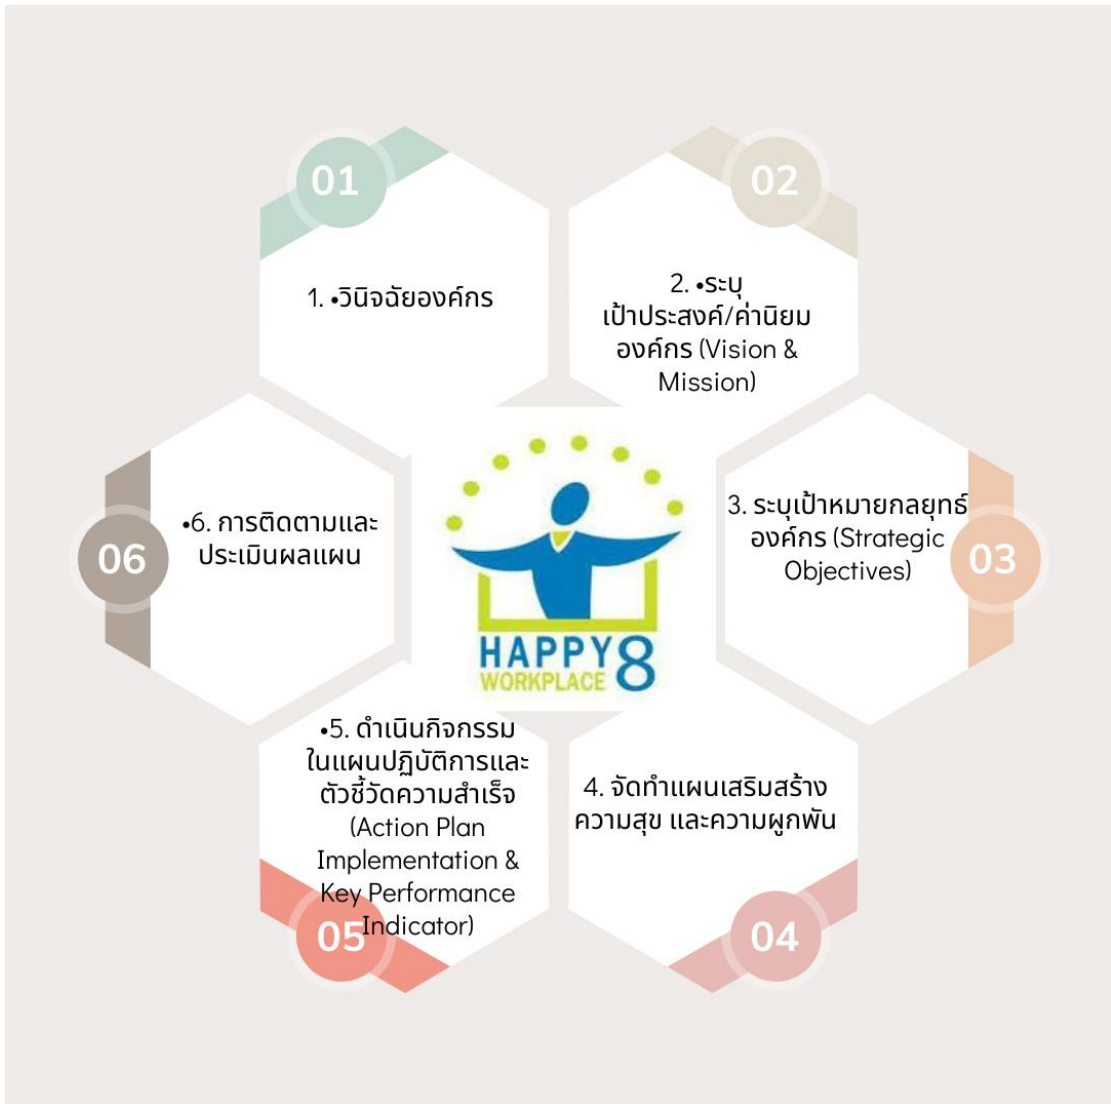 01
1. •วินิจฉัยองค์กร
02
2. •ระบุ
เป้าประสงค์/ค่านิยม
องค์กร (Vision &
Mission)
3. ระบุเป้าหมายกลยุทธ์
องค์กร (Strategic
Objectives)
03
4. จัดทำแผนเสริมสร้าง
ความสุข และความผูกพัน
04
•5. ดำเนินกิจกรรม
ในแผนปฏิบัติการและ
ตัวชี้วัดความสำเร็จ
(Action Plan
Implementation &
Key Performance
Indicator)
05
•6. การติดตามและ
ประเมินผลแผน
06
HAPPY 8
WORKPLACE